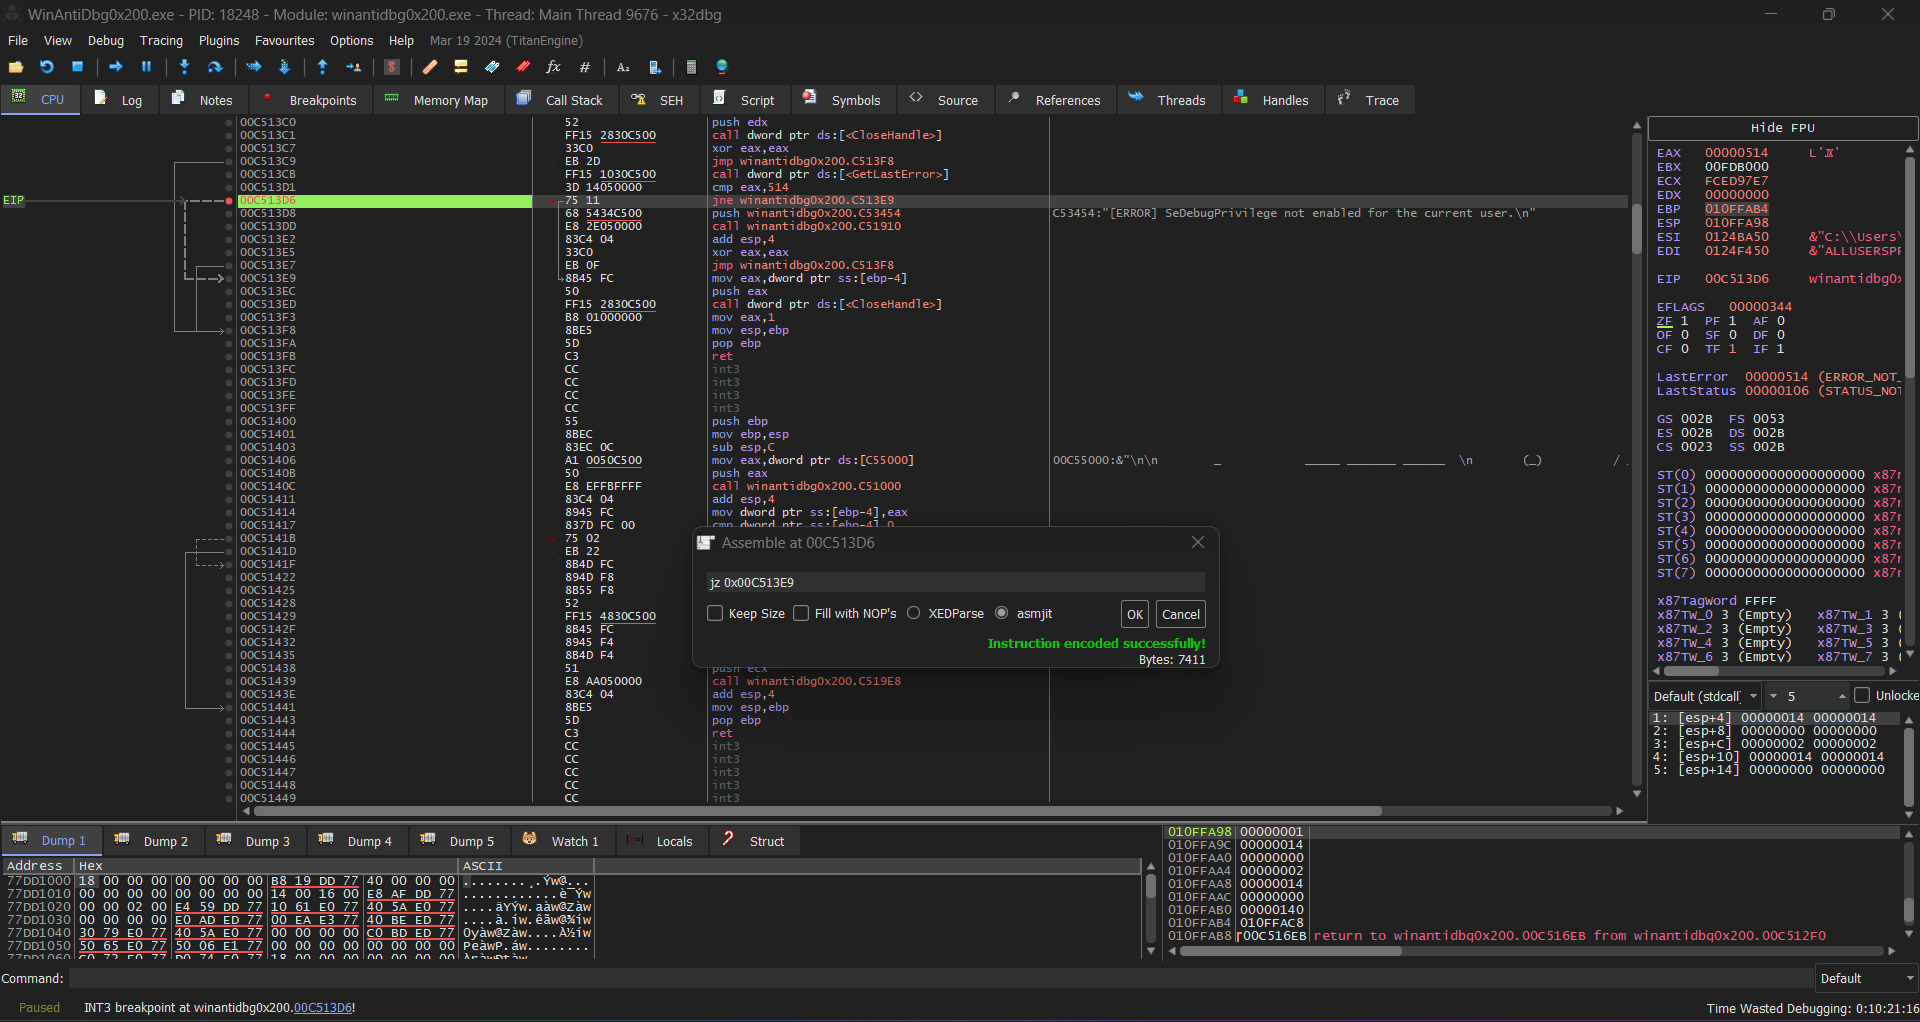 WinAntiDbg0x200.exe - PID: 18248 - Module: winantidbg0x200.exe - Thread: Main Thread 9676 - x32dbg
File View Debug Tracing Plugins Favourites Options Help Mar 19 2024 (TitanEngine)
CPU Log Notes Breakpoints Memory Map Call Stack SEH Script Symbols Source References Threads Handles Trace
00C513C0 52 push edx
00C513C1 FF15 2830C500 call dword ptr ds:[<CloseHandle>]
00C513C7 33C0 xor eax,eax
00C513C9 EB 2D jmp winantidbg0x200.C513F8
00C513CB FF15 1030C500 call dword ptr ds:[<GetLastError>]
00C513D1 3D 14050000 cmp eax,514
EIP 00C513D6 75 11 jne winantidbg0x200.C513E9
00C513D8 68 5434C500 push winantidbg0x200.C53454 C53454:"[ERROR] SeDebugPrivilege not enabled for the current user.\n"
00C513DD E8 2E050000 call winantidbg0x200.C51910
00C513E2 83C4 04 add esp,4
00C513E5 33C0 xor eax,eax
00C513E7 EB 0F jmp winantidbg0x200.C513F8
00C513E9 8B45 FC mov eax,dword ptr ss:[ebp-4]
00C513EC 50 push eax
00C513ED FF15 2830C500 call dword ptr ds:[<CloseHandle>]
00C513F3 B8 01000000 mov eax,1
00C513F8 8BE5 mov esp,ebp
00C513FA 5D pop ebp
00C513FB C3 ret
00C513FC CC int3
00C513FD CC int3
00C513FE CC int3
00C513FF CC int3
00C51400 55 push ebp
00C51401 8BEC mov ebp,esp
00C51403 83EC 0C sub esp,C
00C51406 A1 0050C500 mov eax,dword ptr ds:[C55000] 00C55000:&"\n\n _ _____ _______ ______ \n (_) /
00C5140B 50 push eax
00C5140C E8 EFFBFFFF call winantidbg0x200.C51000
00C51411 83C4 04 add esp,4
00C51414 8945 FC mov dword ptr ss:[ebp-4],eax
00C51417 837D FC 00 cmp dword ptr ss:[ebp-4],0
00C5141B 75 02
00C5141D EB 22
00C5141F 8B4D FC
00C51422 894D F8
00C51425 8B55 F8
00C51428 52
00C51429 FF15 4830C500
00C5142F 8B45 FC
00C51432 8945 F4
00C51435 8B4D F4
00C51438 51 push ecx
00C51439 E8 AA050000 call winantidbg0x200.C519E8
00C5143E 83C4 04 add esp,4
00C51441 8BE5 mov esp,ebp
00C51443 5D pop ebp
00C51444 C3 ret
00C51445 CC int3
00C51446 CC int3
00C51447 CC int3
00C51448 CC int3
00C51449 CC int3
Assemble at 00C513D6
jz 0x00C513E9
Keep Size Fill with NOP's XEDParse asmjit OK Cancel
Instruction encoded successfully!
Bytes: 7411
Hide FPU
EAX 00000514
EBX 00FDB000
ECX FCED97E7
EDX 00000000
EBP 010FFAB4
ESP 010FFA98
ESI 0124BA50 &"C:\\Users\
EDI 0124F450 &"ALLUSERSPR
EIP 00C513D6 winantidbg0x
EFLAGS 00000344
ZF 1 PF 1 AF 0
OF 0 SF 0 DF 0
CF 0 TF 1 IF 1
LastError 00000514 (ERROR_NOT_
LastStatus 00000106 (STATUS_NOT
GS 002B FS 0053
ES 002B DS 002B
CS 0023 SS 002B
ST(0) 00000000000000000000 x87r
ST(1) 00000000000000000000 x87r
ST(2) 00000000000000000000 x87r
ST(3) 00000000000000000000 x87r
ST(4) 00000000000000000000 x87r
ST(5) 00000000000000000000 x87r
ST(6) 00000000000000000000 x87r
ST(7) 00000000000000000000 x87r
x87TagWord FFFF
x87TW_0 3 (Empty) x87TW_1 3 (
x87TW_2 3 (Empty) x87TW_3 3 (
x87TW_4 3 (Empty) x87TW_5 3 (
x87TW_6 3 (Empty) x87TW_7 3 (
Default (stdcall) 5 Unlocke
1: [esp+4] 00000014 00000014
2: [esp+8] 00000000 00000000
3: [esp+C] 00000002 00000002
4: [esp+10] 00000014 00000014
5: [esp+14] 00000000 00000000
Dump 1 Dump 2 Dump 3 Dump 4 Dump 5 Watch 1 Locals Struct
Address Hex ASCII
77DD1000 18 00 00 00 00 00 00 00 B8 19 DD 77 40 00 00 00
77DD1010 00 00 00 00 00 00 00 00 14 00 16 00 E8 AF DD 77
77DD1020 00 00 02 00 E4 59 DD 77 10 61 E0 77 40 5A E0 77
77DD1030 00 00 00 00 E0 AD ED 77 00 EA E3 77 40 BE ED 77
77DD1040 30 79 E0 77 40 5A E0 77 00 00 00 00 C0 BD ED 77
77DD1050 50 65 E0 77 50 06 E1 77 00 00 00 00 00 00 00 00
010FFA98 00000001
010FFA9C 00000014
010FFAA0 00000000
010FFAA4 00000002
010FFAA8 00000014
010FFAAC 00000000
010FFAB0 00000140
010FFAB4 010FFAC8
010FFAB8 00C516EB return to winantidbg0x200.00C516EB from winantidbg0x200.00C512F0
Command: Default
Paused INT3 breakpoint at winantidbg0x200.00C513D6! Time Wasted Debugging: 0:10:21:16